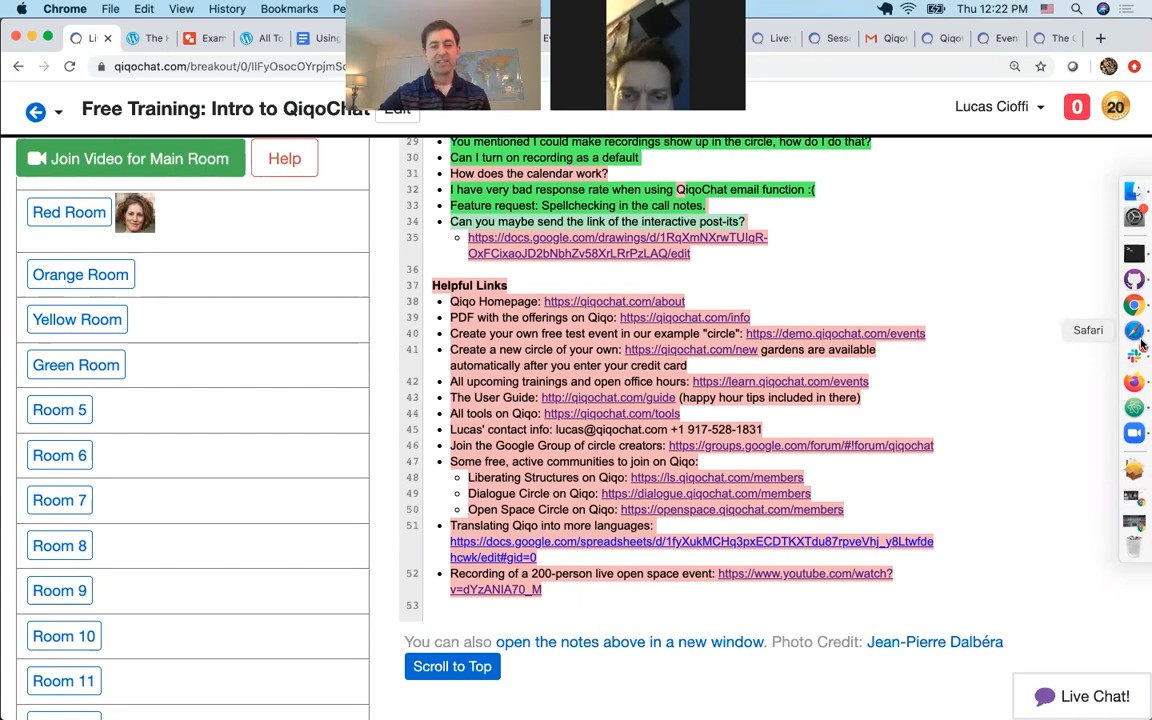 Chrome File Edit View History Bookmarks Pe Thu 12:22 PM
Li The H Exan All To Using Live: Sess Qiqo Qiqo Even The
qiqochat.com/breakout/0/
Free Training: Intro to QiqoChat Edit Lucas Cioffi 0 20
Join Video for Main Room Help
Red Room
Orange Room
Yellow Room
Green Room
Room 5
Room 6
Room 7
Room 8
Room 9
Room 10
Room 11
29 You mentioned I could make recordings show up in the circle, how do I do that?
30 Can I turn on recording as a default
31 How does the calendar work?
32 I have very bad response rate when using QiqoChat email function :(
33 Feature request: Spellchecking in the call notes.
34 Can you maybe send the link of the interactive post-its?
35 https://docs.google.com/drawings/d/1RqXmNXrwTUIqR-
OxFCixaoJD2bNbhZv58XrLRrPzLAQ/edit
36
37 Helpful Links
38 Qiqo Homepage: https://qiqochat.com/about
39 PDF with the offerings on Qiqo: https://qiqochat.com/info
40 Create your own free test event in our example "circle": https://demo.qiqochat.com/events
41 Create a new circle of your own: https://qiqochat.com/new gardens are available
automatically after you enter your credit card
42 All upcoming trainings and open office hours: https://learn.qiqochat.com/events
43 The User Guide: http://qiqochat.com/guide (happy hour tips included in there)
44 All tools on Qiqo: https://qiqochat.com/tools
45 Lucas' contact info: lucas@qiqochat.com +1 917-528-1831
46 Join the Google Group of circle creators: https://groups.google.com/forum/#!forum/qiqochat
47 Some free, active communities to join on Qiqo:
48 Liberating Structures on Qiqo: https://ls.qiqochat.com/members
49 Dialogue Circle on Qiqo: https://dialogue.qiqochat.com/members
50 Open Space Circle on Qiqo: https://openspace.qiqochat.com/members
51 Translating Qiqo into more languages:
https://docs.google.com/spreadsheets/d/1fyXukMCHq3pxECDTKXTdu87rpveVhj_y8Ltwfde
hcwk/edit#gid=0
52 Recording of a 200-person live open space event: https://www.youtube.com/watch?
v=dYzANIA70_M
53
You can also open the notes above in a new window. Photo Credit: Jean-Pierre Dalbéra
Scroll to Top
Safari
Live Chat!